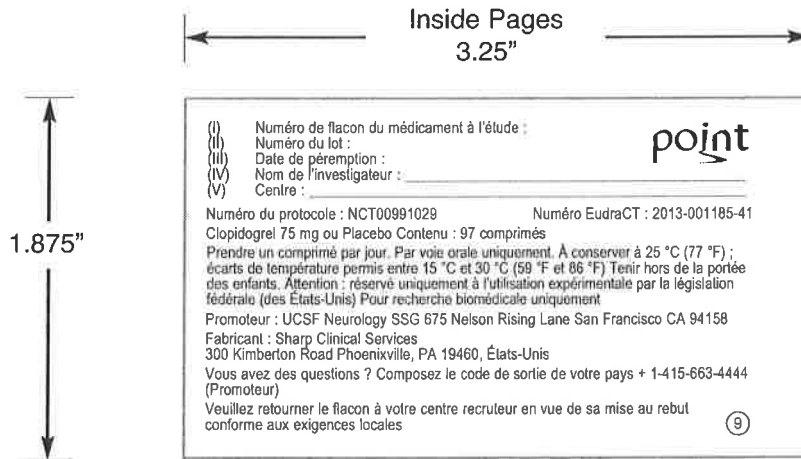 Inside Pages
3.25”
1.875”
point
(I) Numéro de flacon du médicament à l'étude :
(II) Numéro du lot :
(III) Date de péremption :
(IV) Nom de l'investigateur :
(V) Centre :
Numéro du protocole : NCT00991029 Numéro EudraCT : 2013-001185-41
Clopidogrel 75 mg ou Placebo Contenu : 97 comprimés
Prendre un comprimé par jour. Par voie orale uniquement. À conserver à 25 °C (77 °F) ;
écarts de température permis entre 15 °C et 30 °C (59 °F et 86 °F) Tenir hors de la portée
des enfants. Attention : réservé uniquement à l'utilisation expérimentale par la législation
fédérale (des États-Unis) Pour recherche biomédicale uniquement
Promoteur : UCSF Neurology SSG 675 Nelson Rising Lane San Francisco CA 94158
Fabricant : Sharp Clinical Services
300 Kimberton Road Phoenixville, PA 19460, États-Unis
Vous avez des questions ? Composez le code de sortie de votre pays + 1-415-663-4444
(Promoteur)
Veuillez retourner le flacon à votre centre recruteur en vue de sa mise au rebut
conforme aux exigences locales
9